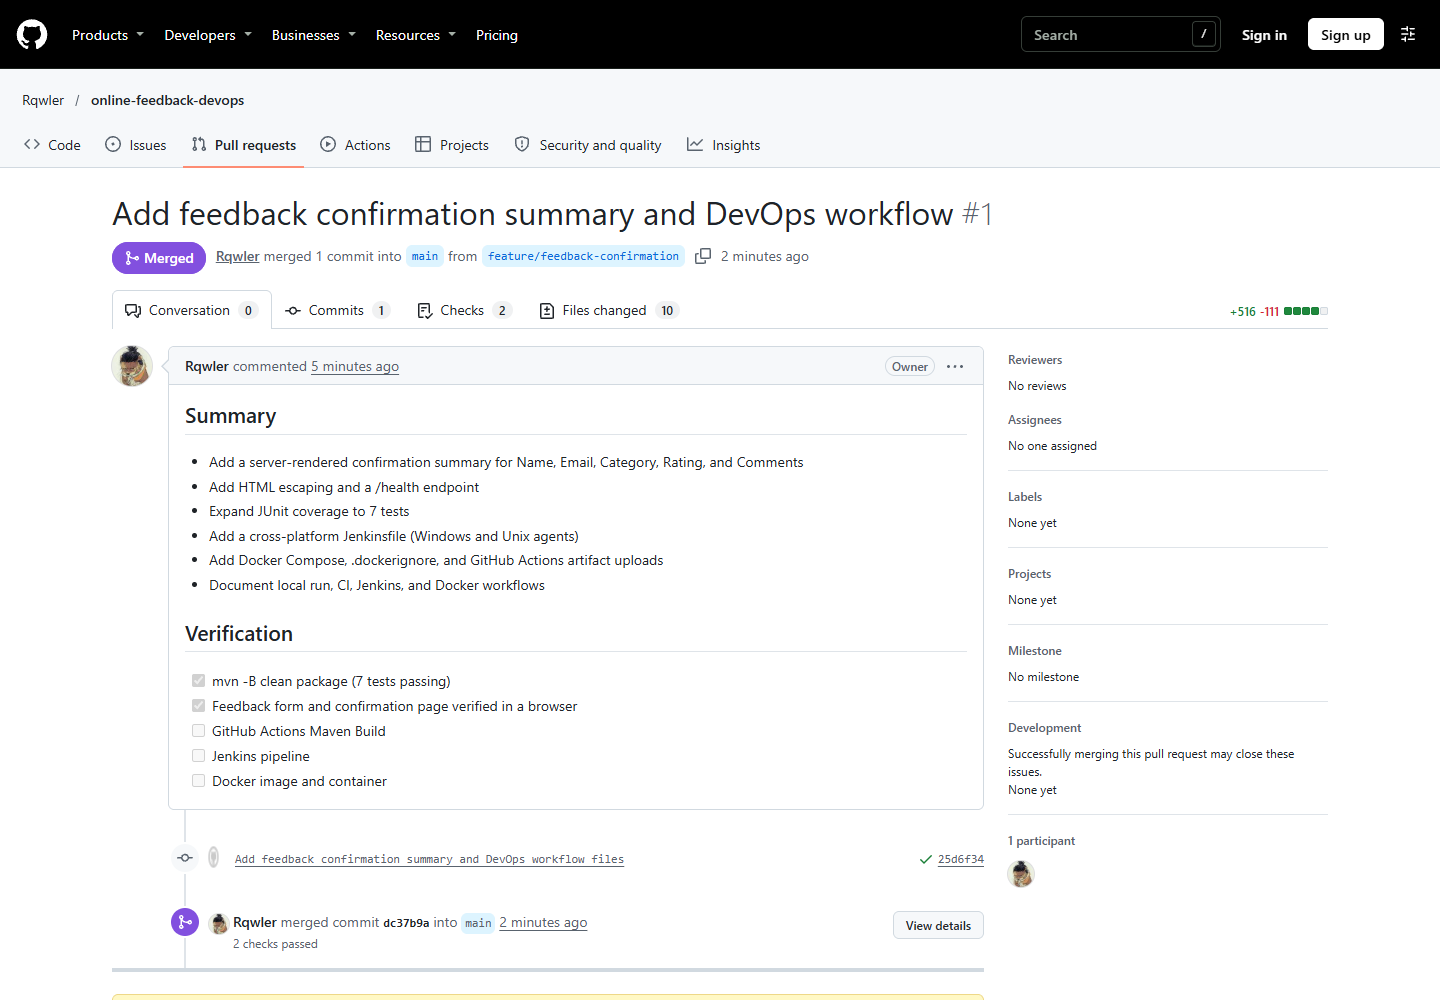 Products Developers Businesses Resources Pricing Search / Sign in Sign up
Rqwler / online-feedback-devops
Code Issues Pull requests Actions Projects Security and quality Insights
Add feedback confirmation summary and DevOps workflow #1
Merged Rqwler merged 1 commit into main from feature/feedback-confirmation 2 minutes ago
Conversation 0 Commits 1 Checks 2 Files changed 10 +516 -111
Rqwler commented 5 minutes ago Owner
Summary
Add a server-rendered confirmation summary for Name, Email, Category, Rating, and Comments
Add HTML escaping and a /health endpoint
Expand JUnit coverage to 7 tests
Add a cross-platform Jenkinsfile (Windows and Unix agents)
Add Docker Compose, .dockerignore, and GitHub Actions artifact uploads
Document local run, CI, Jenkins, and Docker workflows
Verification
mvn -B clean package (7 tests passing)
Feedback form and confirmation page verified in a browser
GitHub Actions Maven Build
Jenkins pipeline
Docker image and container
Add feedback confirmation summary and DevOps workflow files 25d6f34
Rqwler merged commit dc37b9a into main 2 minutes ago View details
2 checks passed
Reviewers
No reviews
Assignees
No one assigned
Labels
None yet
Projects
None yet
Milestone
No milestone
Development
Successfully merging this pull request may close these
issues.
None yet
1 participant